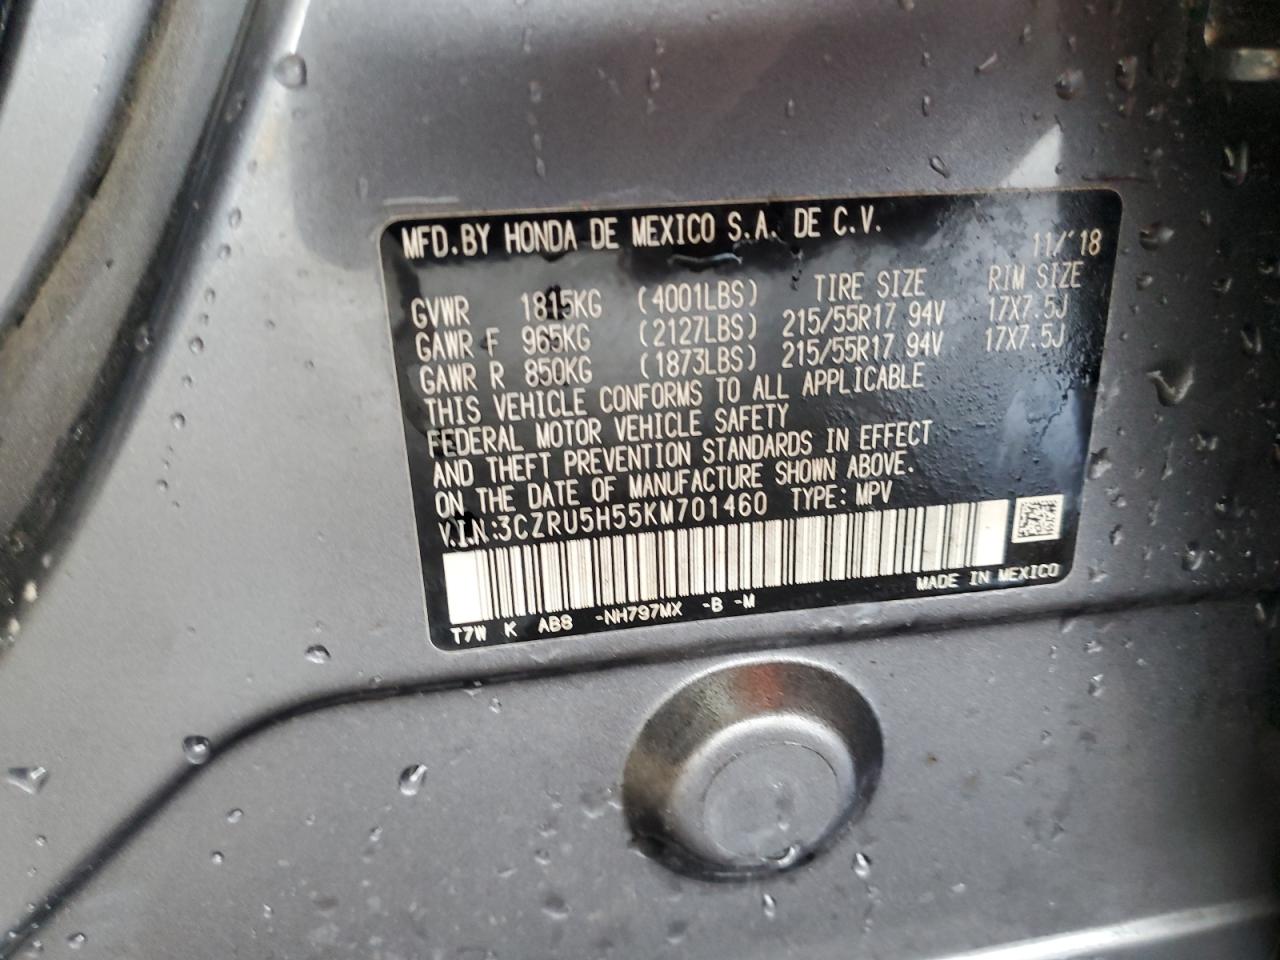 MFD.BY HONDA DE MEXICO S.A. DE C.V.
11/'18
GVWR 1815KG (4001LBS) TIRE SIZE RIM SIZE
GAWR F 965KG (2127LBS) 215/55R17 94V 17X7.5J
GAWR R 850KG (1873LBS) 215/55R17 94V 17X7.5J
THIS VEHICLE CONFORMS TO ALL APPLICABLE
FEDERAL MOTOR VEHICLE SAFETY
AND THEFT PREVENTION STANDARDS IN EFFECT
ON THE DATE OF MANUFACTURE SHOWN ABOVE.
V.I.N:3CZRU5H55KM701460 TYPE: MPV
MADE IN MEXICO
T7W K AB8 -NH797MX -B -M